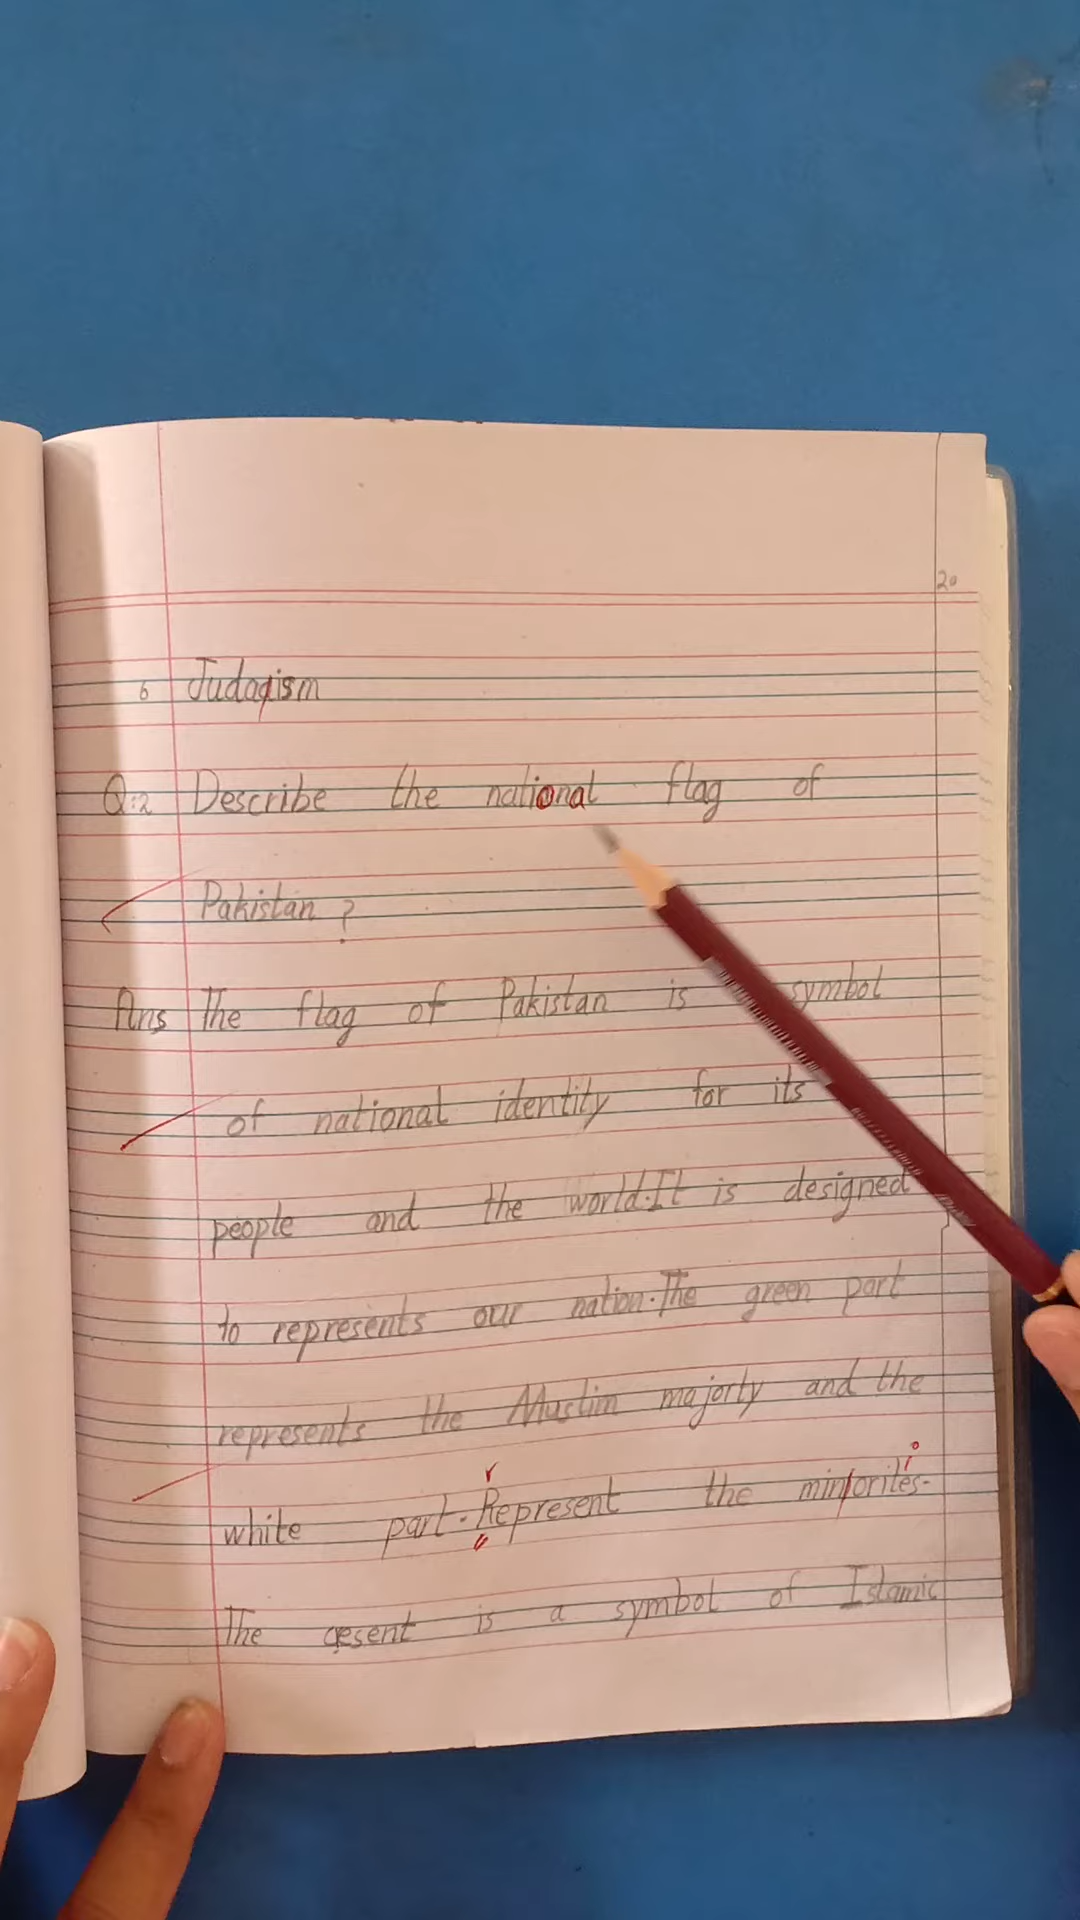 20
6 Judaism
Q:2 Describe the national flag of
Pakistan?
Ans The flag of Pakistan is symbol
of national identity for its
people and the world.It is designed
to represents our nation.The green part
represents the Muslim majorty and the
white part.Represent the minorites.
The cresent is a symbol of Islamic